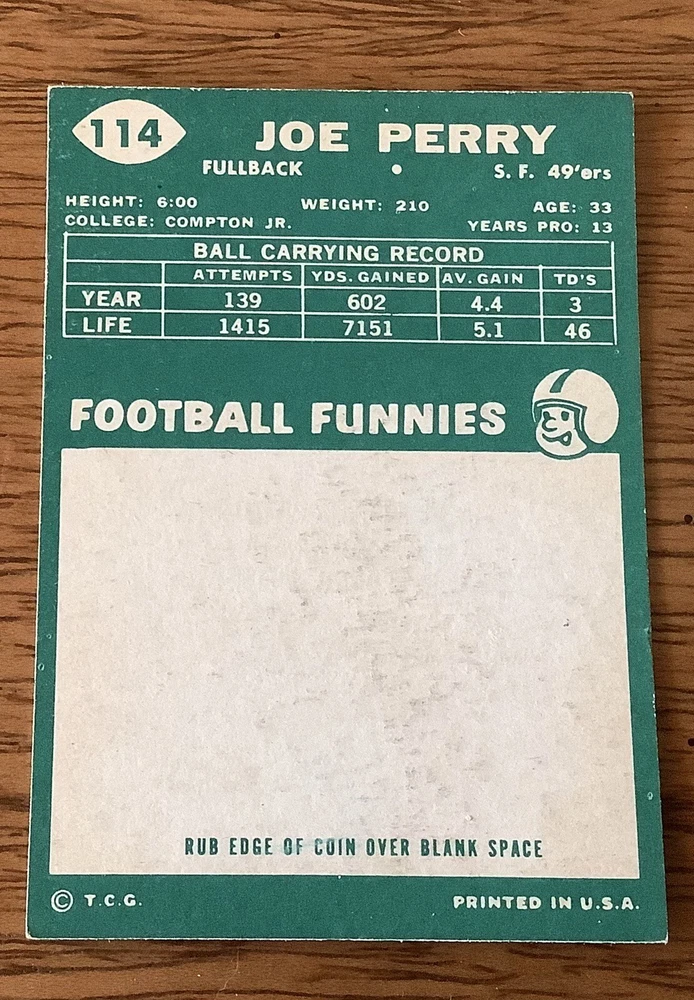 114 JOE PERRY
FULLBACK • S. F. 49'ers
HEIGHT: 6:00 WEIGHT: 210 AGE: 33
COLLEGE: COMPTON JR. YEARS PRO: 13
BALL CARRYING RECORD
ATTEMPTS YDS. GAINED AV. GAIN TD'S
YEAR 139 602 4.4 3
LIFE 1415 7151 5.1 46
FOOTBALL FUNNIES
RUB EDGE OF COIN OVER BLANK SPACE
© T.C.G. PRINTED IN U.S.A.